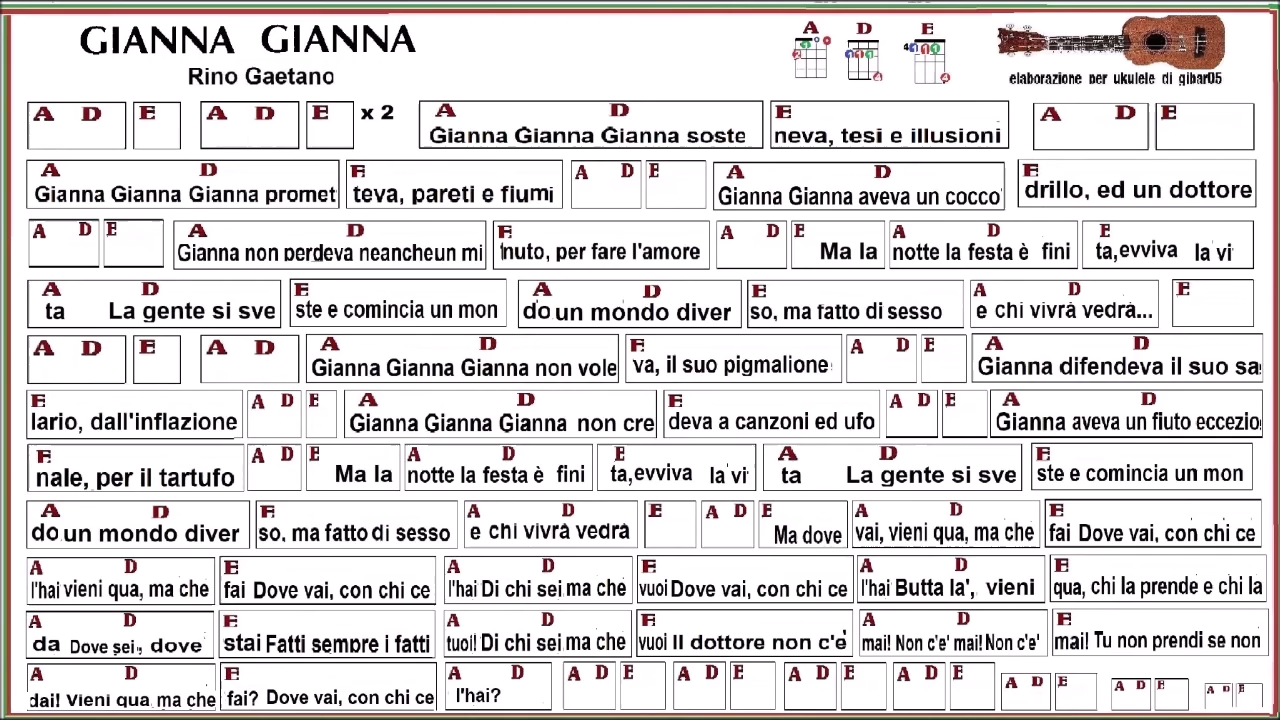 GIANNA GIANNA
A D E
Rino Gaetano
elaborazione per ukulele di gibar05
A D E A D E x 2 A D E A D E
Gianna Gianna Gianna soste neva, tesi e illusioni
A D E A D E A D E
Gianna Gianna Gianna promet teva, pareti e fiumi Gianna Gianna aveva un cocco drillo, ed un dottore
A D E A D E A D E A D E
Gianna non perdeva neancheun mi nuto, per fare l'amore Ma la notte la festa è fini ta,evviva la vi
A D E A D E A D E
ta La gente si sve ste e comincia un mon do un mondo diver so, ma fatto di sesso e chi vivrà vedrà...
A D E A D A D E A D E A D
Gianna Gianna Gianna non vole va, il suo pigmalione Gianna difendeva il suo sa
E A D E A D E A D E A D
lario, dall'inflazione Gianna Gianna Gianna non cre deva a canzoni ed ufo Gianna aveva un fiuto eccezio
E A D E A D E A D E
nale, per il tartufo Ma la notte la festa è fini ta,evviva la vi ta La gente si sve ste e comincia un mon
A D E A D E A D E A D E
do un mondo diver so, ma fatto di sesso e chi vivrà vedrà Ma dove vai, vieni qua, ma che fai Dove vai, con chi ce
A D E A D E A D E
l'hai vieni qua, ma che fai Dove vai, con chi ce l'hai Di chi sei ma che vuoi Dove vai, con chi ce l'hai Butta la', vieni qua, chi la prende e chi la
A D E A D E A D E
da Dove sei, dove stai Fatti sempre i fatti tuoi! Di chi sei ma che vuoi Il dottore non c'e' mai! Non c'e' mai! Non c'e' mai! Tu non prendi se non
A D E A D A D E A D E A D E A D E A D E A D E A D E
dai! Vieni qua ma che fai? Dove vai, con chi ce l'hai?